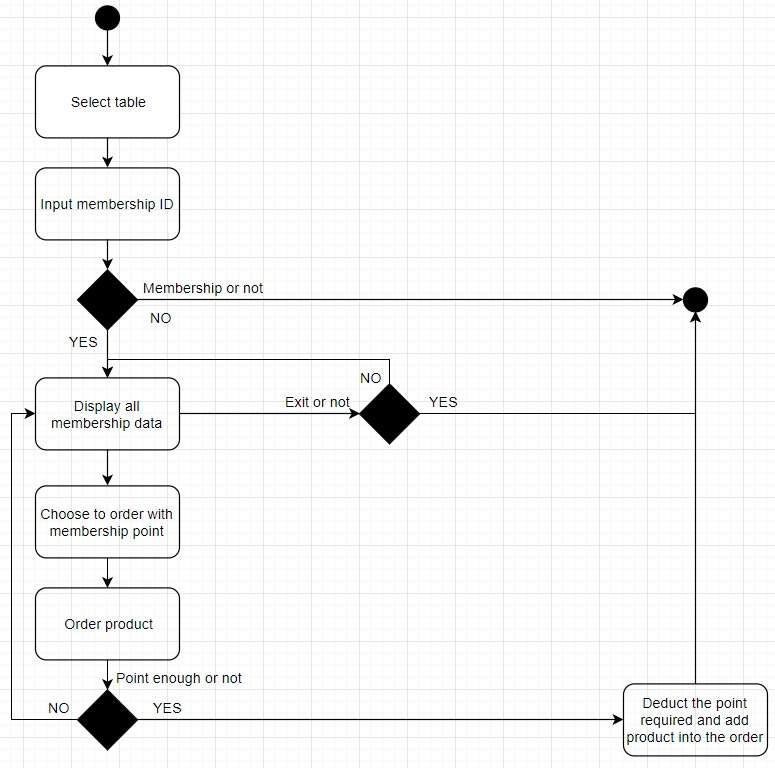 Select table
Input membership ID
Membership or not
NO
YES
NO
Display all
membership data
Exit or not
YES
Choose to order with
membership point
Order product
Point enough or not
NO
YES
Deduct the point
required and add
product into the order